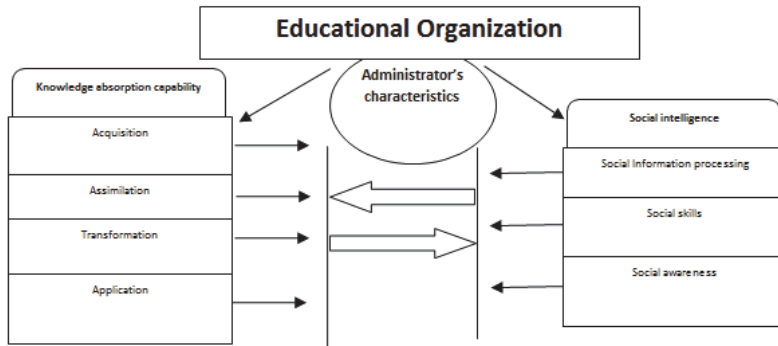 Educational Organization
Administrator's
characteristics
Knowledge absorption capability
Acquisition
Assimilation
Transformation
Application
Social intelligence
Social Information processing
Social skills
Social awareness